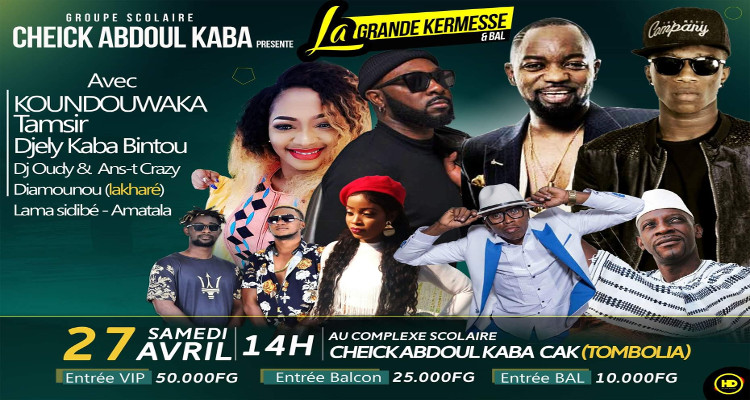 GROUPE SCOLAIRE
CHEICK ABDOUL KABA PRESENTE
La GRANDE KERMESSE
& BAL
Avec
KOUNDOUWAKA
Tamsir
Djely Kaba Bintou
Dj Oudy & Ans-t Crazy
Diamounou (lakharé)
Lama sidibé - Amatala
Company
27 SAMEDI AVRIL 14H
AU COMPLEXE SCOLAIRE
CHEICK ABDOUL KABA CAK (TOMBOLIA)
Entrée VIP 50.000FG Entrée Balcon 25.000FG Entrée BAL 10.000FG
HD